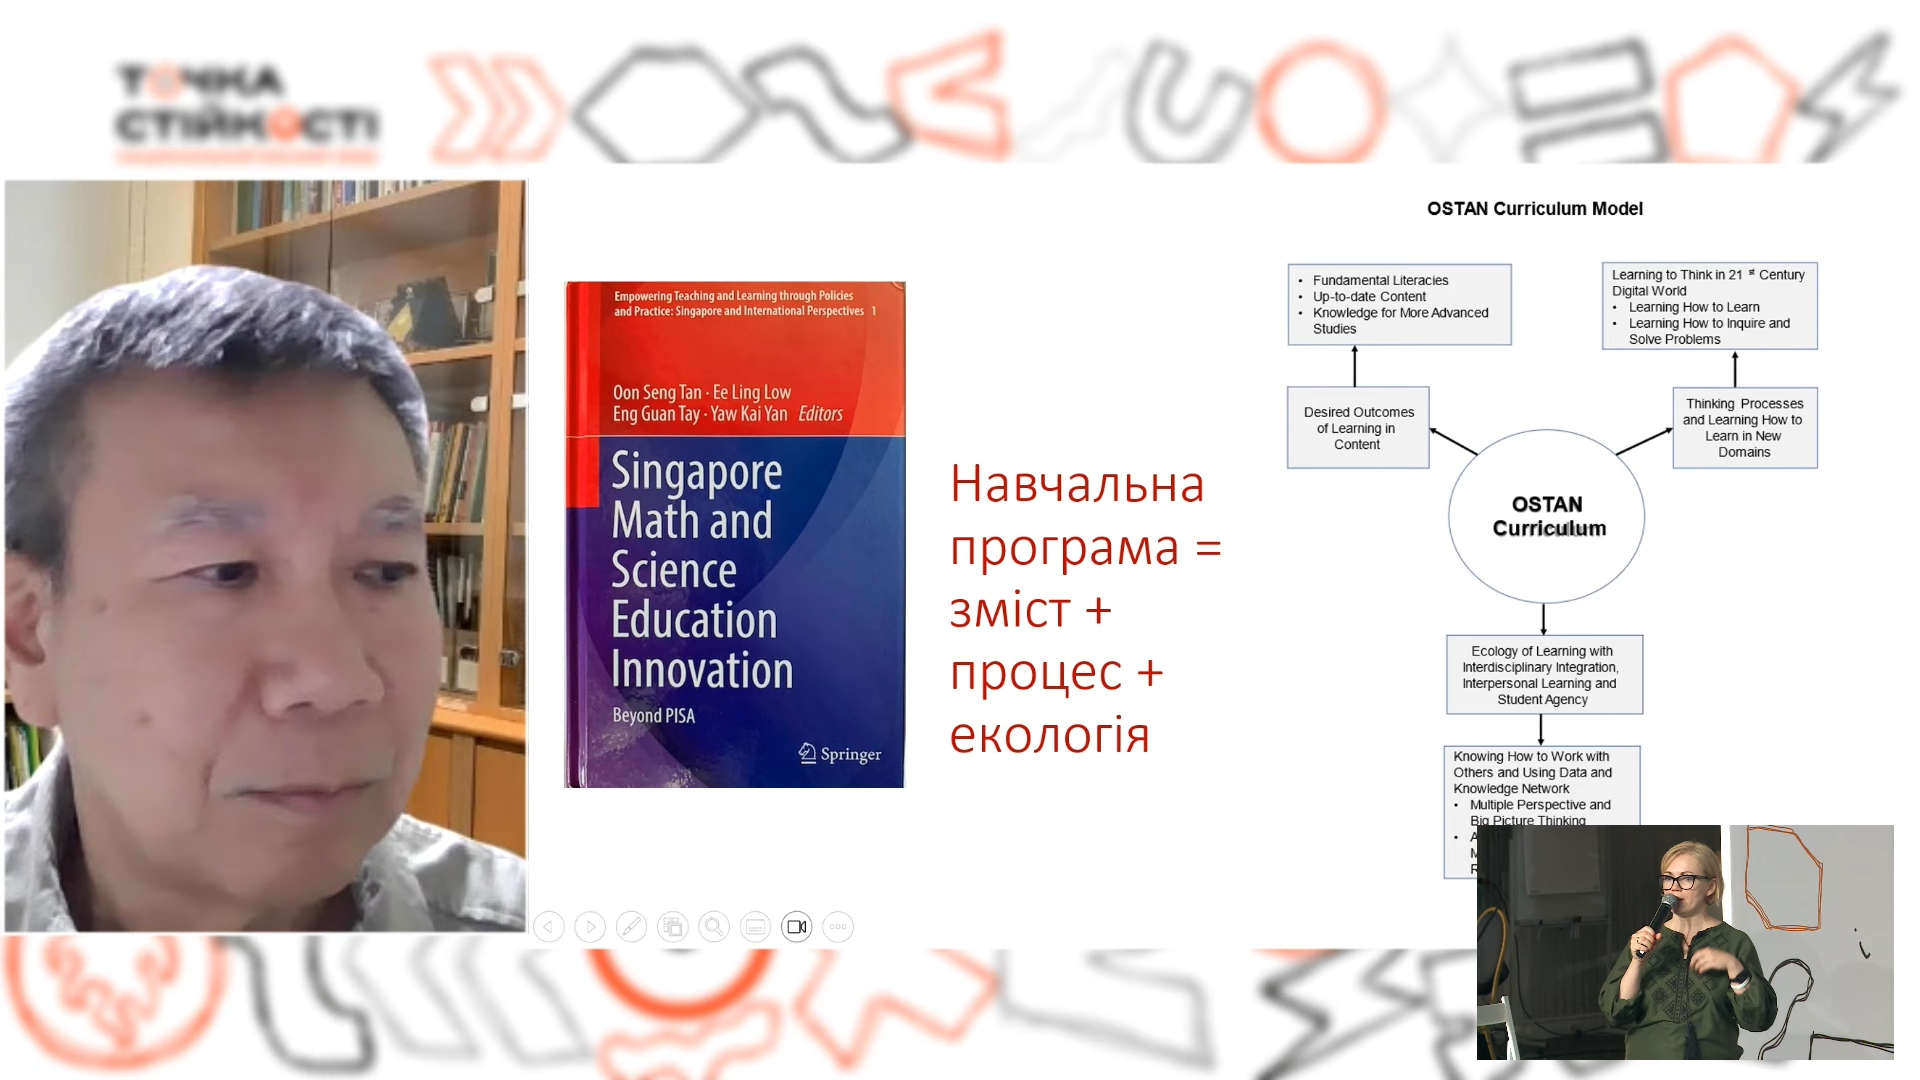 ТОЧКА
СТІЙКОСТІ
Empowering Teaching and Learning through Policies
and Practice: Singapore and International Perspectives 1
Oon Seng Tan · Ee Ling Low
Eng Guan Tay · Yaw Kai Yan Editors
Singapore
Math and
Science
Education
Innovation
Beyond PISA
Springer
Навчальна
програма =
зміст +
процес +
екологія
OSTAN Curriculum Model
• Fundamental Literacies
• Up-to-date Content
• Knowledge for More Advanced
Studies
Learning to Think in 21 st Century
Digital World
• Learning How to Learn
• Learning How to Inquire and
Solve Problems
Desired Outcomes
of Learning in
Content
Thinking Processes
and Learning How to
Learn in New
Domains
OSTAN
Curriculum
Ecology of Learning with
Interdisciplinary Integration,
Interpersonal Learning and
Student Agency
Knowing How to Work with
Others and Using Data and
Knowledge Network
• Multiple Perspective and
Big Picture Thinking